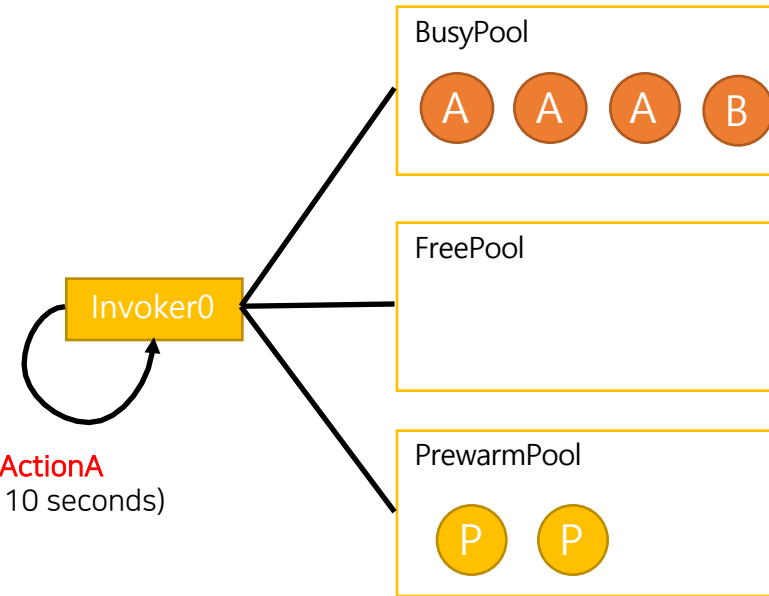 BusyPool
A A A B
FreePool
Invoker0
ActionA
10 seconds)
PrewarmPool
P P